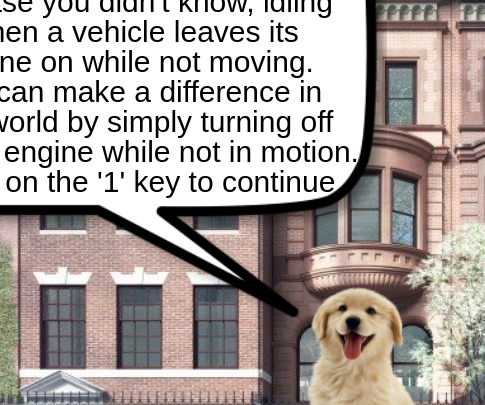 se you didn't know, idling
en a vehicle leaves its
ne on while not moving.
can make a difference in
world by simply turning off
engine while not in motion.
on the '1' key to continue